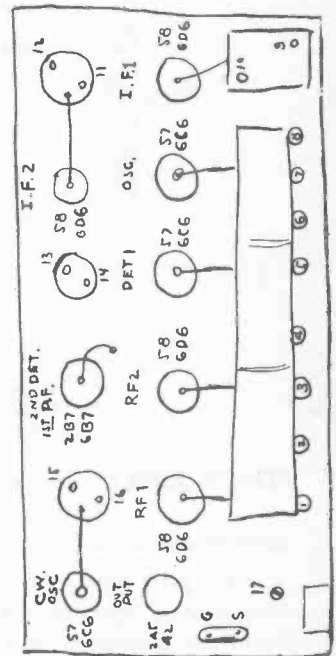 C.W.
OSC
57
6C6
15
16
2ND DET.
1ST A.F.
2B7
6B7
13
14
I.F.2
58
6D6
12
11
OUT
PUT
2A5
42
RF1
58
6D6
RF2
58
6D6
DET1
57
6C6
OSC.
57
6C6
I.F.1
58
6D6
10
9
G
S
17
1
2
3
4
5
6
7
8